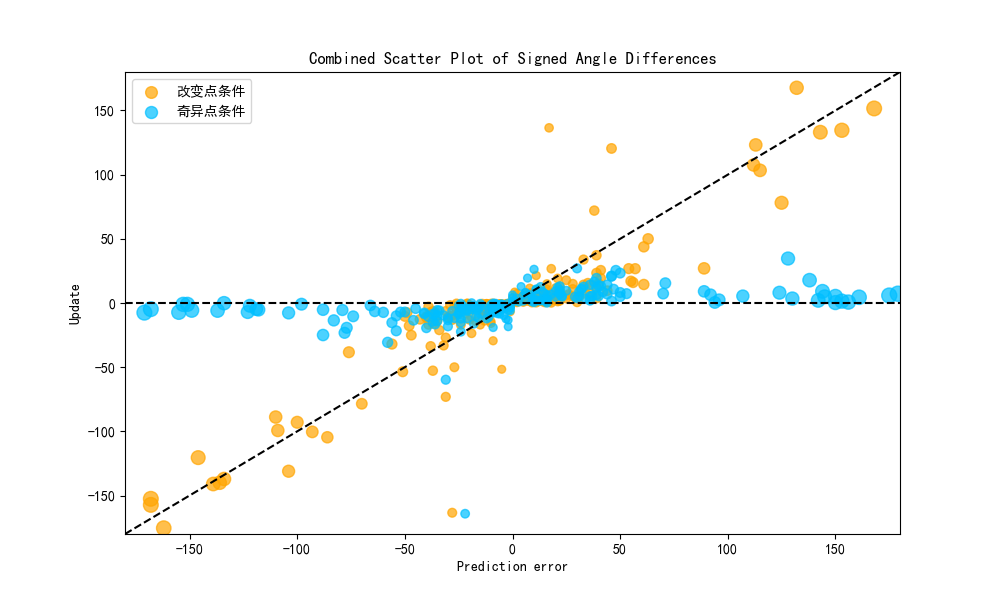 Combined Scatter Plot of Signed Angle Differences
改变点条件
奇异点条件
150
100
50
0
−50
−100
−150
Update
−150 −100 −50 0 50 100 150
Prediction error